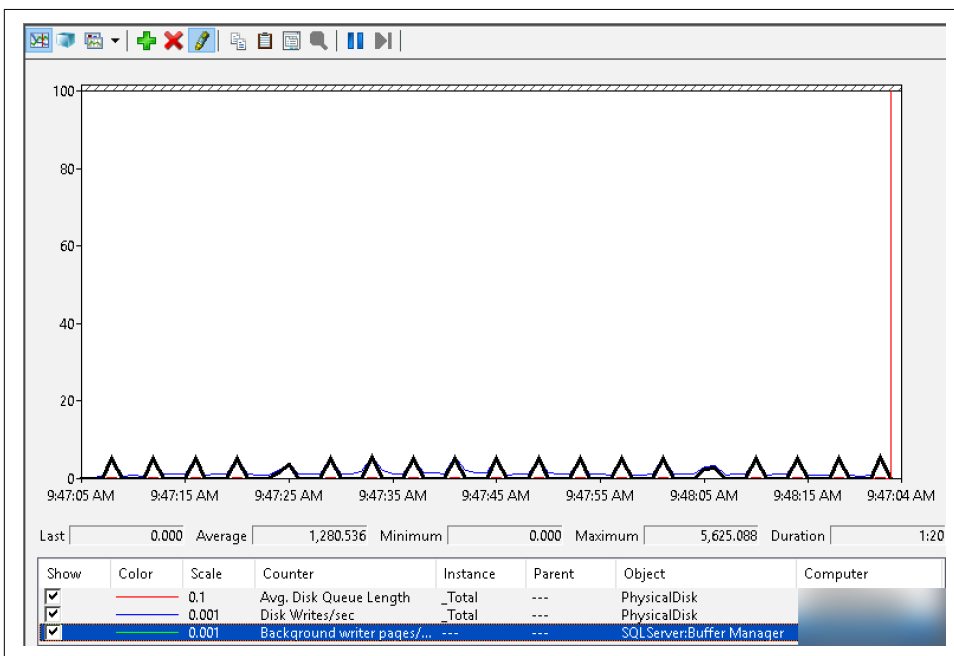 100
80
60
40
20
0
9:47:05 AM 9:47:15 AM 9:47:25 AM 9:47:35 AM 9:47:45 AM 9:47:55 AM 9:48:05 AM 9:48:15 AM 9:47:04 AM
Last 0.000 Average 1,280.536 Minimum 0.000 Maximum 5,625.088 Duration 1:20
Show Color Scale Counter Instance Parent Object Computer
0.1 Avg. Disk Queue Length _Total --- PhysicalDisk
0.001 Disk Writes/sec _Total --- PhysicalDisk
0.001 Background writer pages/... --- --- SQLServer:Buffer Manager